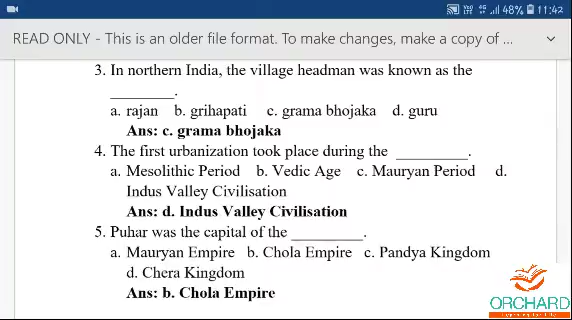 48% 11:42
READ ONLY - This is an older file format. To make changes, make a copy of ...
3. In northern India, the village headman was known as the
_________.
a. rajan b. grihapati c. grama bhojaka d. guru
Ans: c. grama bhojaka
4. The first urbanization took place during the _________.
a. Mesolithic Period b. Vedic Age c. Mauryan Period d.
Indus Valley Civilisation
Ans: d. Indus Valley Civilisation
5. Puhar was the capital of the _________.
a. Mauryan Empire b. Chola Empire c. Pandya Kingdom
d. Chera Kingdom
Ans: b. Chola Empire
ORCHARD